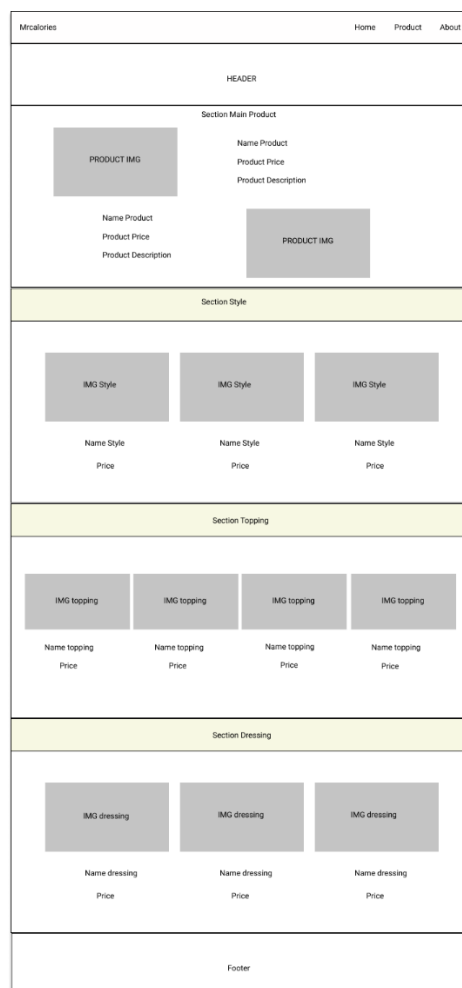 Mrcalories Home Product About
HEADER
Section Main Product
PRODUCT IMG
Name Product
Product Price
Product Description
Name Product
Product Price
Product Description
PRODUCT IMG
Section Style
IMG Style IMG Style IMG Style
Name Style Name Style Name Style
Price Price Price
Section Topping
IMG topping IMG topping IMG topping IMG topping
Name topping Name topping Name topping Name topping
Price Price Price Price
Section Dressing
IMG dressing IMG dressing IMG dressing
Name dressing Name dressing Name dressing
Price Price Price
Footer